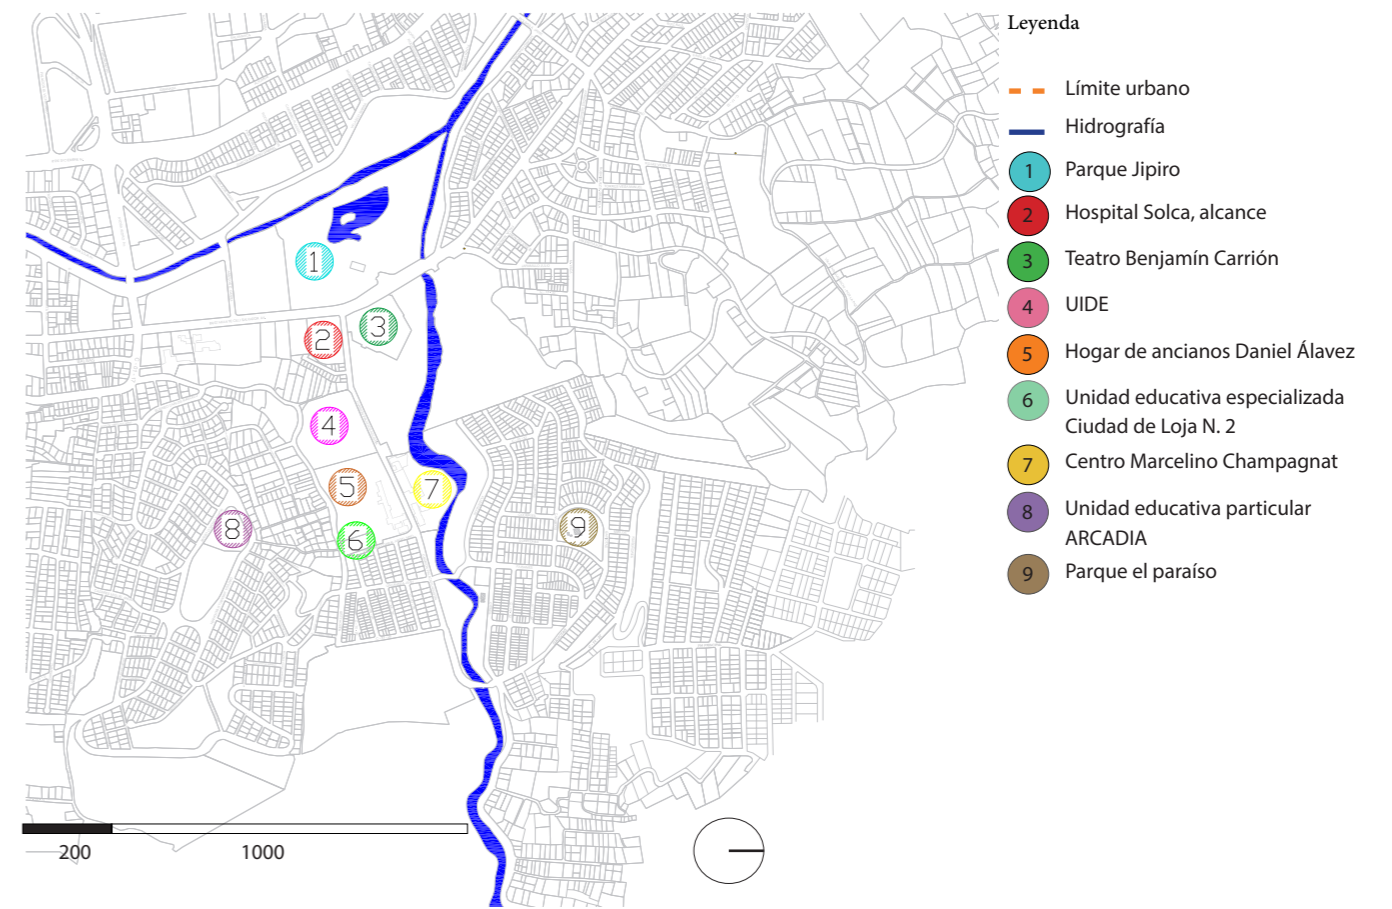 Leyenda
Límite urbano
Hidrografía
1 Parque Jipiro
2 Hospital Solca, alcance
3 Teatro Benjamín Carrión
4 UIDE
5 Hogar de ancianos Daniel Álavez
6 Unidad educativa especializada
Ciudad de Loja N. 2
7 Centro Marcelino Champagnat
8 Unidad educativa particular
ARCADIA
9 Parque el paraíso
1
2
3
4
5
6
7
8
9
200 1000